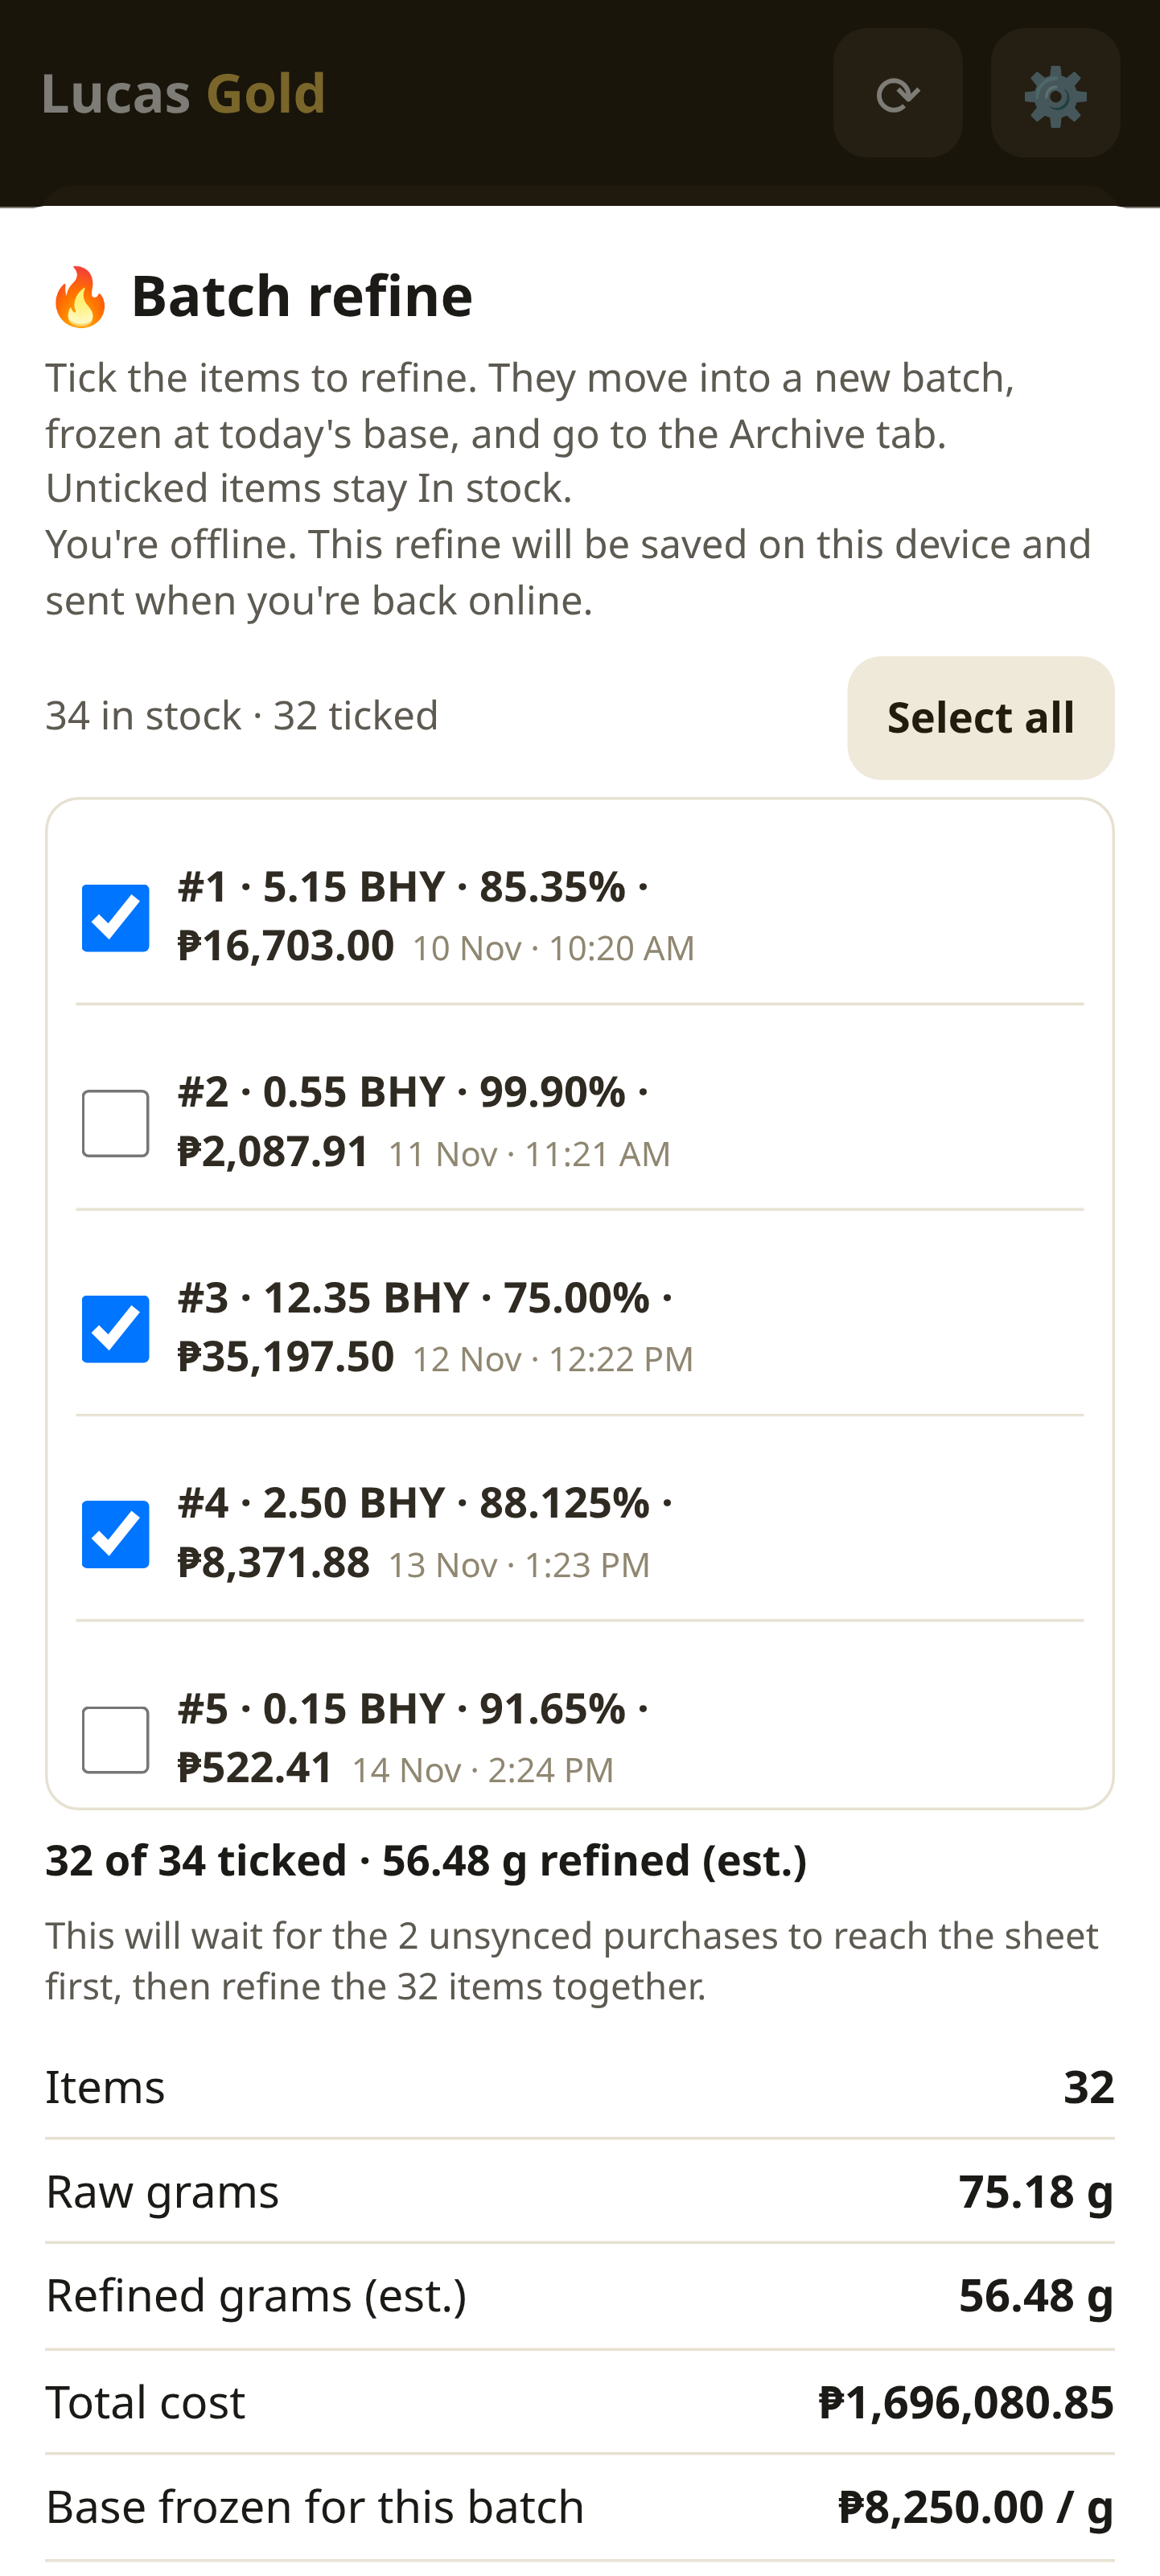 Lucas Gold
Batch refine
Tick the items to refine. They move into a new batch,
frozen at today's base, and go to the Archive tab.
Unticked items stay In stock.
You're offline. This refine will be saved on this device and
sent when you're back online.
34 in stock · 32 ticked
Select all
#1 · 5.15 BHY · 85.35% ·
₱16,703.00 10 Nov · 10:20 AM
#2 · 0.55 BHY · 99.90% ·
₱2,087.91 11 Nov · 11:21 AM
#3 · 12.35 BHY · 75.00% ·
₱35,197.50 12 Nov · 12:22 PM
#4 · 2.50 BHY · 88.125% ·
₱8,371.88 13 Nov · 1:23 PM
#5 · 0.15 BHY · 91.65% ·
₱522.41 14 Nov · 2:24 PM
32 of 34 ticked · 56.48 g refined (est.)
This will wait for the 2 unsynced purchases to reach the sheet
first, then refine the 32 items together.
Items 32
Raw grams 75.18 g
Refined grams (est.) 56.48 g
Total cost ₱1,696,080.85
Base frozen for this batch ₱8,250.00 / g